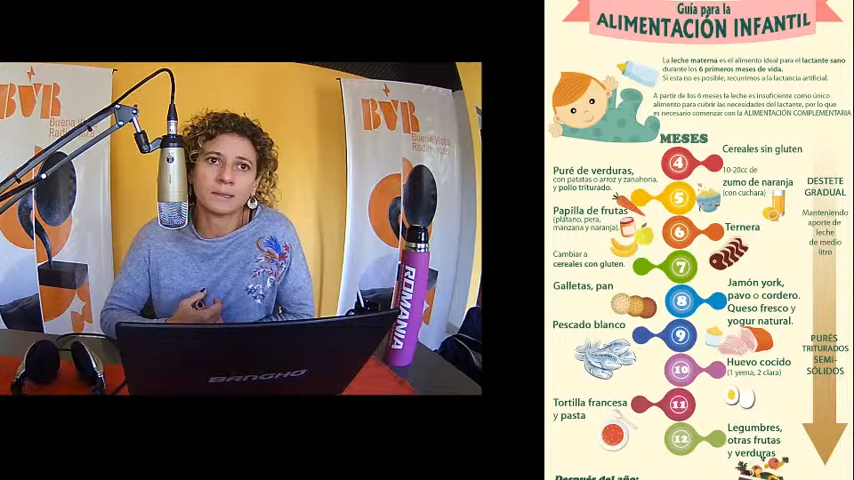 BVR
Buena Vista
BVR
Buena Vista
ROMANIA
BANGHO
Guía para la
ALIMENTACIÓN INFANTIL
La leche materna es el alimento ideal para el lactante sano
durante los 6 primeros meses de vida.
Si esta no es posible, recurrimos a la lactancia artificial.
A partir de los 6 meses la leche es insuficiente como único
alimento para cubrir las necesidades del lactante, por lo que
es necesario comenzar con la ALIMENTACIÓN COMPLEMENTARIA
MESES
4
Cereales sin gluten
10-20cc de
zumo de naranja
(con cuchara)
Puré de verduras,
con patatas o arroz y zanahoria,
y pollo triturado.
5
Papilla de frutas
(plátano, pera,
manzana y naranja).
6
Ternera
Cambiar a
cereales con gluten.
7
Galletas, pan
8
Jamón york,
pavo o cordero.
Queso fresco y
yogur natural.
Pescado blanco
9
10
Huevo cocido
(1 yema, 2 clara)
Tortilla francesa
y pasta
11
12
Legumbres,
otras frutas
y verduras
DESTETE
GRADUAL
Manteniendo
aporte de
leche
de medio
litro
PURÉS
TRITURADOS
SEMI-
SÓLIDOS
Después del año: